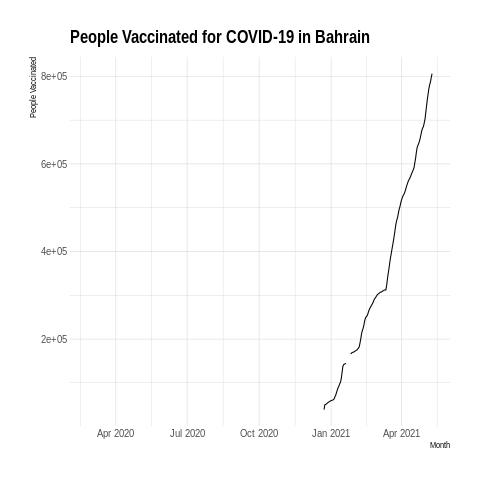 People Vaccinated for COVID-19 in Bahrain
People Vaccinated
8e+05
6e+05
4e+05
2e+05
Apr 2020
Jul 2020
Oct 2020
Jan 2021
Apr 2021
Month